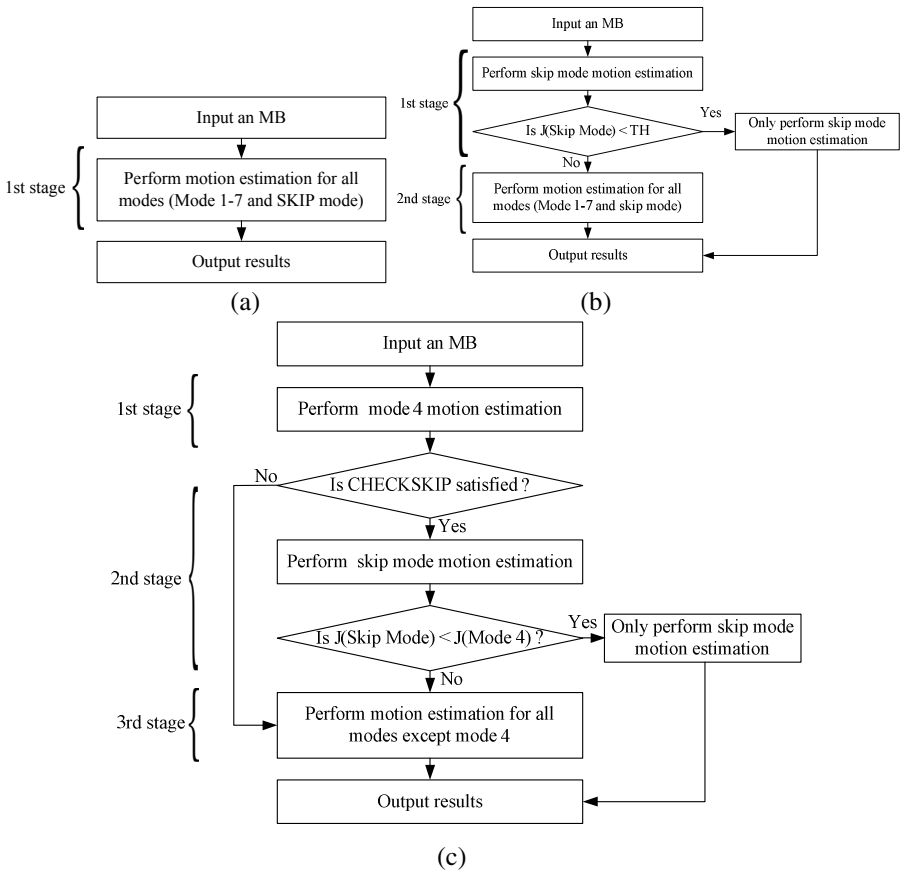 Input an MB
1st stage
Perform motion estimation for all
modes (Mode 1-7 and SKIP mode)
Output results
(a)
Input an MB
1st stage
Perform skip mode motion estimation
Is J(Skip Mode) < TH
Yes
Only perform skip mode
motion estimation
No
2nd stage
Perform motion estimation for all
modes (Mode 1-7 and skip mode)
Output results
(b)
Input an MB
1st stage
Perform mode 4 motion estimation
No
Is CHECKSKIP satisfied ?
Yes
2nd stage
Perform skip mode motion estimation
Is J(Skip Mode) < J(Mode 4) ?
Yes
Only perform skip mode
motion estimation
No
3rd stage
Perform motion estimation for all
modes except mode 4
Output results
(c)